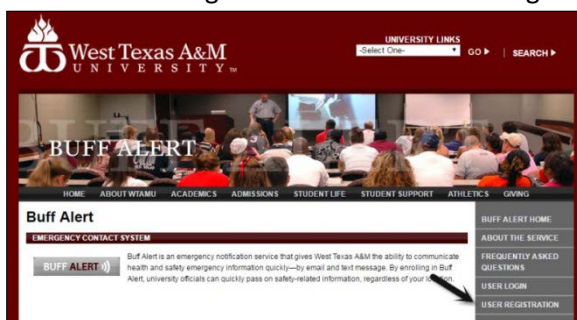 West Texas A&M
UNIVERSITY™
UNIVERSITY LINKS
-Select One-
GO
SEARCH
BUFF ALERT
HOME ABOUT WTAMU ACADEMICS ADMISSIONS STUDENT LIFE STUDENT SUPPORT ATHLETICS GIVING
Buff Alert
EMERGENCY CONTACT SYSTEM
BUFF ALERT
Buff Alert is an emergency notification service that gives West Texas A&M the ability to communicate
health and safety emergency information quickly—by email and text message. By enrolling in Buff
Alert, university officials can quickly pass on safety-related information, regardless of your location.
BUFF ALERT HOME
ABOUT THE SERVICE
FREQUENTLY ASKED
QUESTIONS
USER LOGIN
USER REGISTRATION